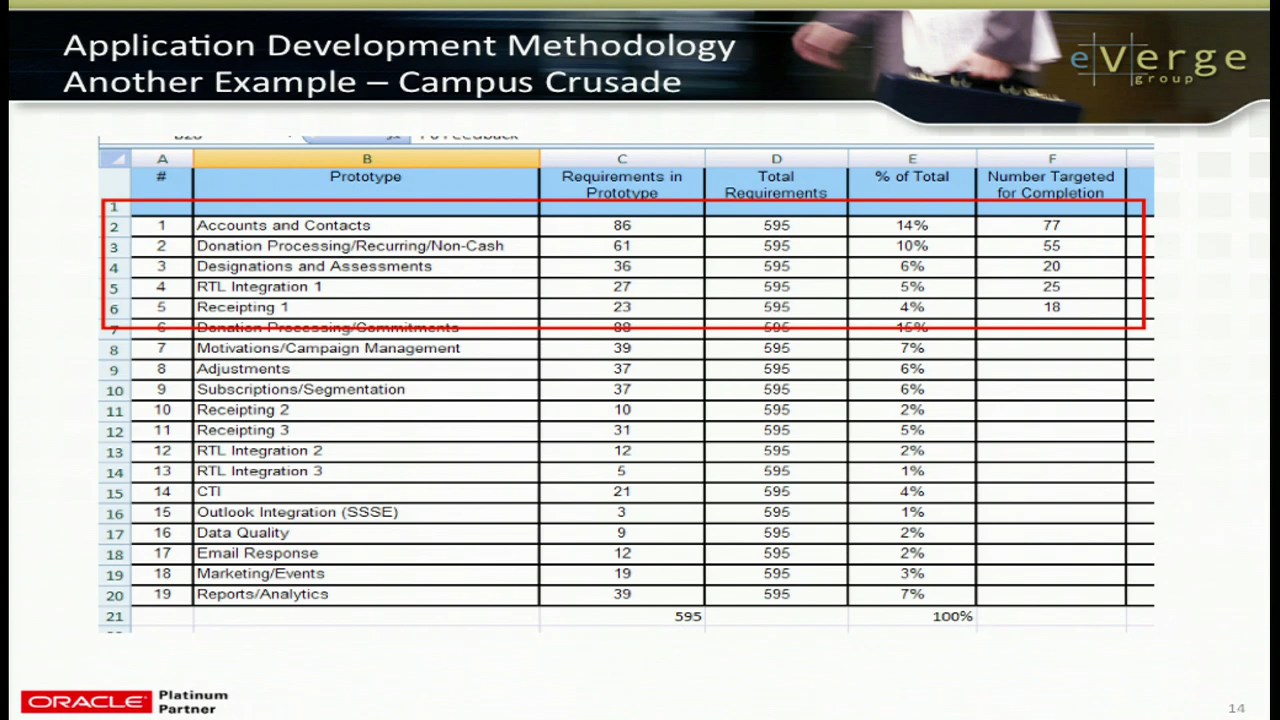 Application Development Methodology
Another Example – Campus Crusade
eVerge
group
A B C D E F
# Prototype Requirements in Prototype Total Requirements % of Total Number Targeted for Completion
1
2 1 Accounts and Contacts 86 595 14% 77
3 2 Donation Processing/Recurring/Non-Cash 61 595 10% 55
4 3 Designations and Assessments 36 595 6% 20
5 4 RTL Integration 1 27 595 5% 25
6 5 Receipting 1 23 595 4% 18
7 6 Donation Processing/Commitments 88 595 15%
8 7 Motivations/Campaign Management 39 595 7%
9 8 Adjustments 37 595 6%
10 9 Subscriptions/Segmentation 37 595 6%
11 10 Receipting 2 10 595 2%
12 11 Receipting 3 31 595 5%
13 12 RTL Integration 2 12 595 2%
14 13 RTL Integration 3 5 595 1%
15 14 CTI 21 595 4%
16 15 Outlook Integration (SSSE) 3 595 1%
17 16 Data Quality 9 595 2%
18 17 Email Response 12 595 2%
19 18 Marketing/Events 19 595 3%
20 19 Reports/Analytics 39 595 7%
21 595 100%
ORACLE Platinum
Partner
14